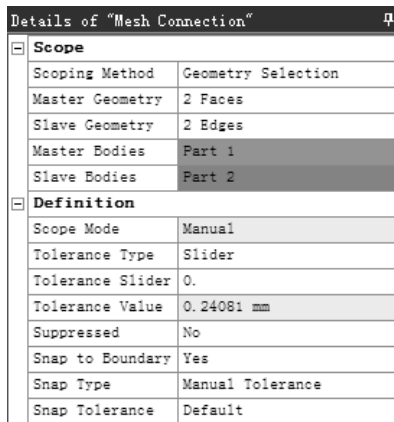 Details of "Mesh Connection"
Scope
Scoping Method Geometry Selection
Master Geometry 2 Faces
Slave Geometry 2 Edges
Master Bodies Part 1
Slave Bodies Part 2
Definition
Scope Mode Manual
Tolerance Type Slider
Tolerance Slider 0.
Tolerance Value 0.24081 mm
Suppressed No
Snap to Boundary Yes
Snap Type Manual Tolerance
Snap Tolerance Default